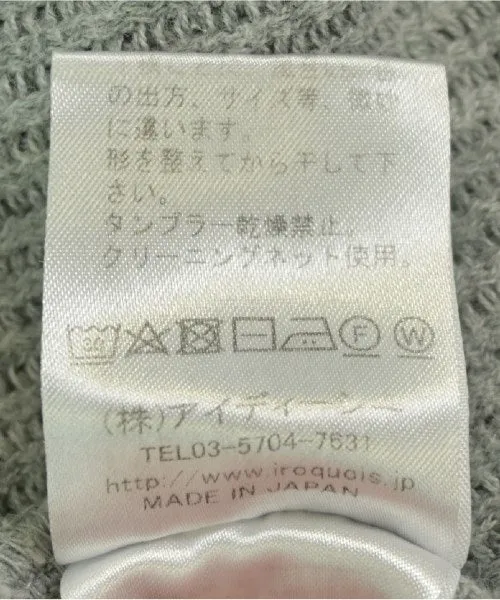 の出方、サイズ等、微妙
に違います。
形を整えてから干して下
さい。
タンブラー乾燥禁止。
クリーニングネット使用。
30 F W
(株)アイディーシー
TEL03-5704-7631
http://www.iroquois.jp
MADE IN JAPAN